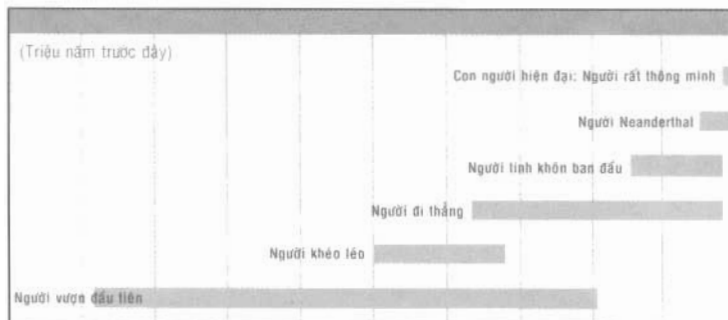 (Triệu năm trước đây)
Con người hiện đại: Người rất thông minh
Người Neanderthal
Người tinh khôn ban đầu
Người đi thẳng
Người khéo léo
Người vượn đầu tiên